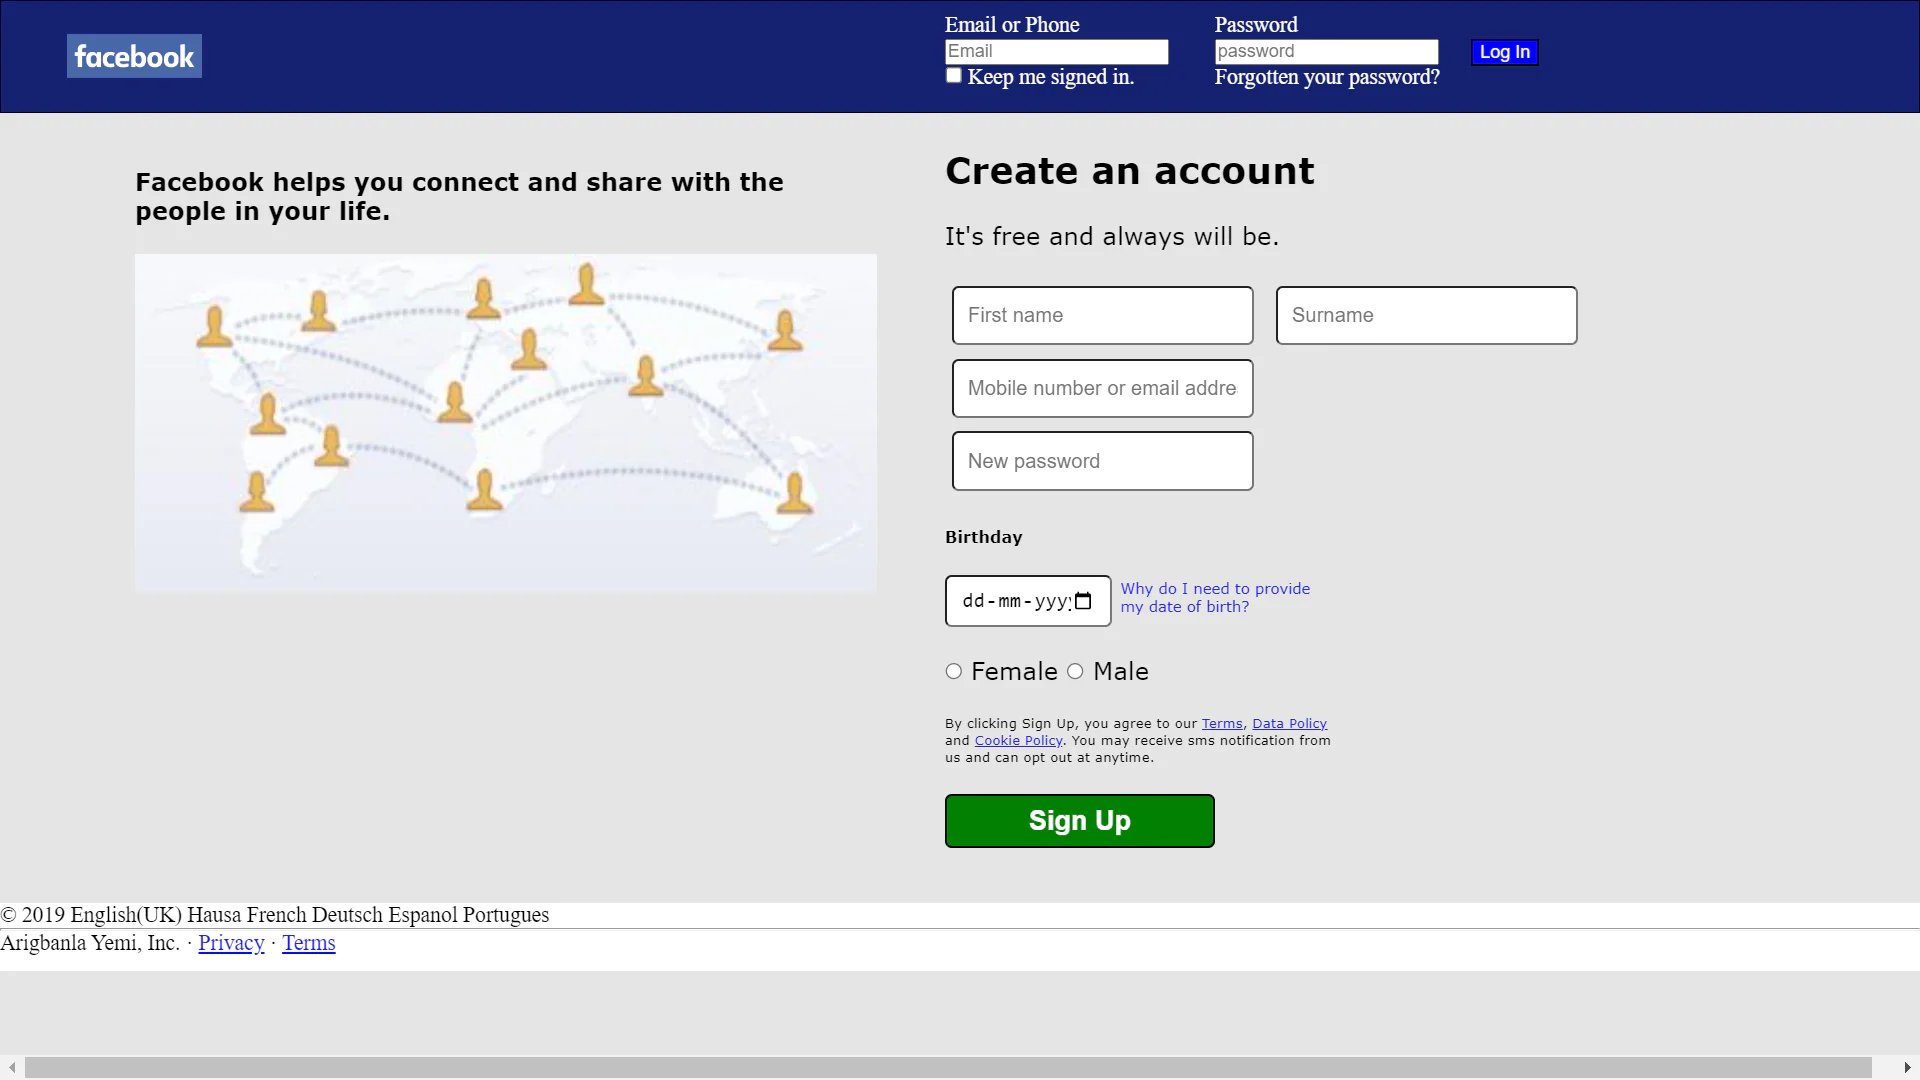 facebook
Email or Phone
Email
Keep me signed in.
Password
password
Forgotten your password?
Log In
Facebook helps you connect and share with the
people in your life.
Create an account
It's free and always will be.
First name
Surname
Mobile number or email addre
New password
Birthday
dd-mm-yyyy
Why do I need to provide
my date of birth?
Female Male
By clicking Sign Up, you agree to our Terms, Data Policy
and Cookie Policy. You may receive sms notification from
us and can opt out at anytime.
Sign Up
© 2019 English(UK) Hausa French Deutsch Espanol Portugues
Arigbanla Yemi, Inc. · Privacy · Terms